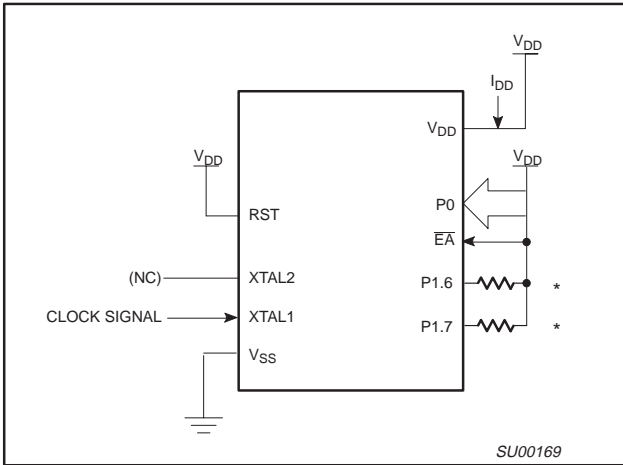 VDD
IDD
VDD
VDD
VDD
RST
P0
EA
(NC)
XTAL2
P1.6
*
CLOCK SIGNAL
XTAL1
P1.7
*
VSS
SU00169